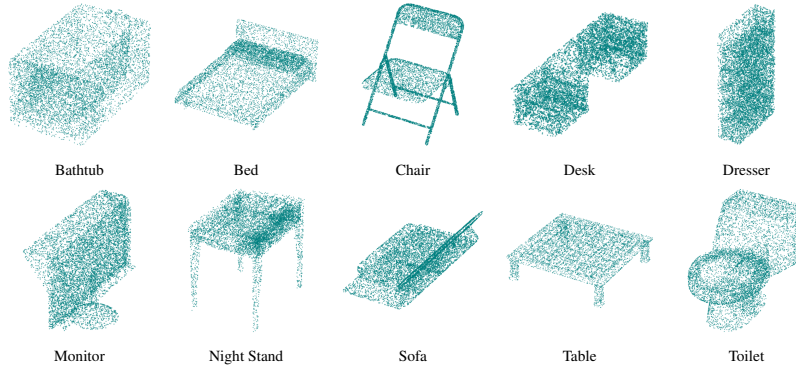 Bathtub
Bed
Chair
Desk
Dresser
Monitor
Night Stand
Sofa
Table
Toilet